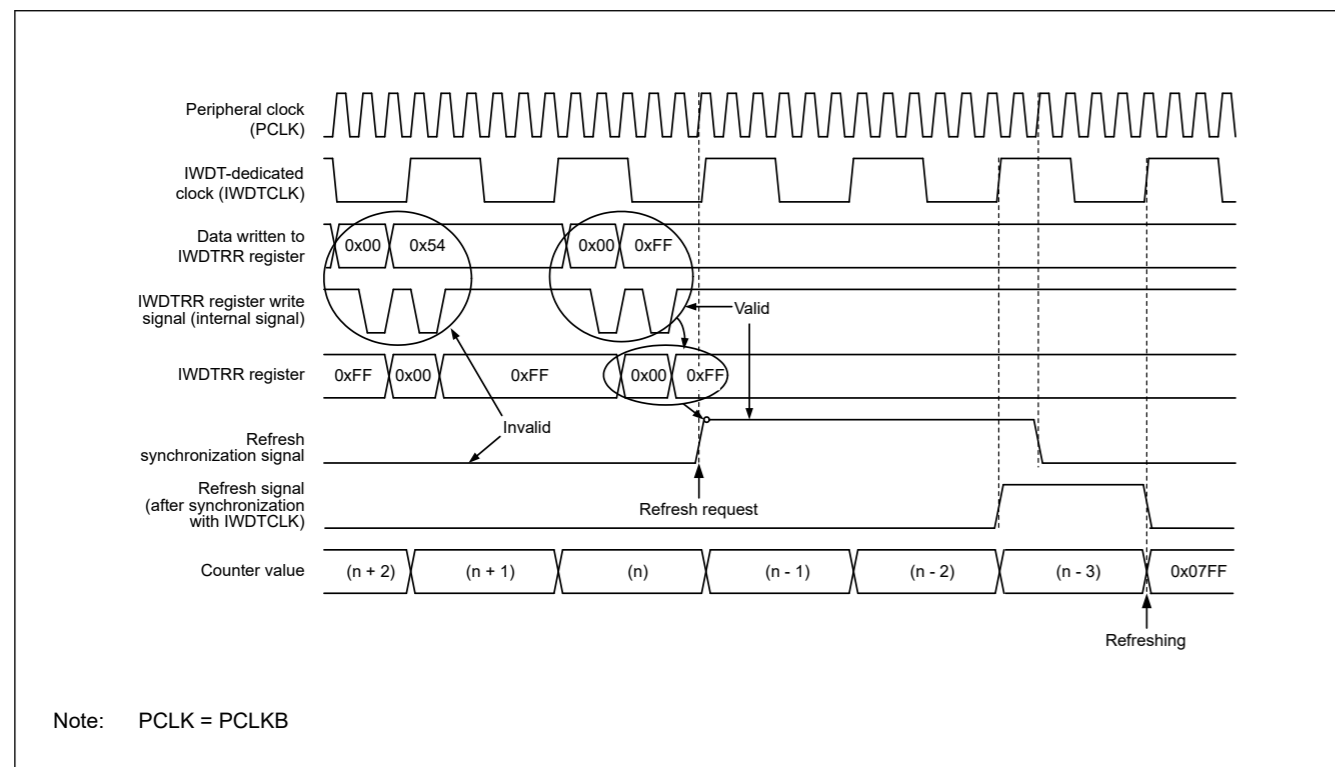 Peripheral clock
(PCLK)
IWDT-dedicated
clock (IWDTCLK)
Data written to
IWDTRR register
0x00
0x54
0x00
0xFF
IWDTRR register write
signal (internal signal)
Valid
IWDTRR register
0xFF
0x00
0xFF
0x00
0xFF
Invalid
Refresh
synchronization signal
Refresh request
Refresh signal
(after synchronization
with IWDTCLK)
Counter value
(n + 2)
(n + 1)
(n)
(n - 1)
(n - 2)
(n - 3)
0x07FF
Refreshing
Note: PCLK = PCLKB